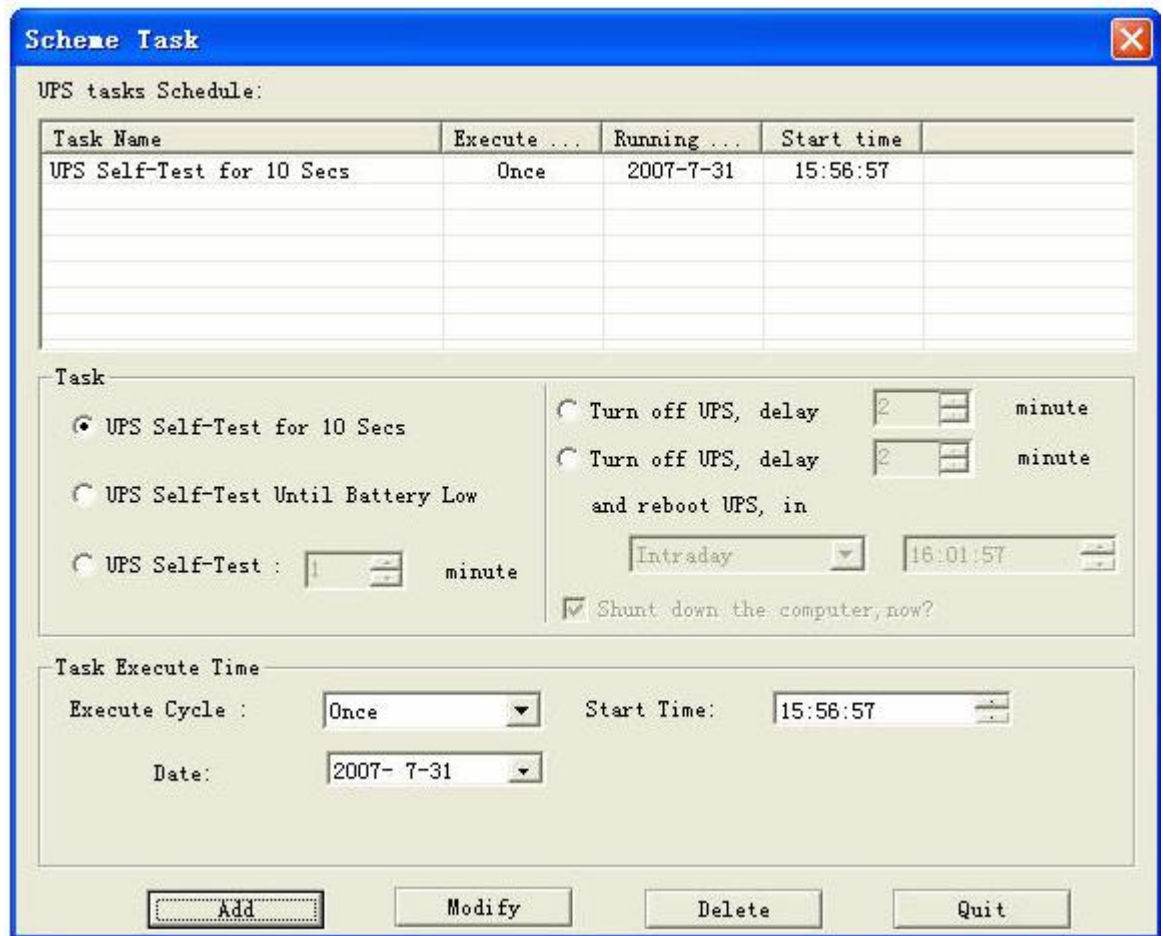 Scheme Task
UPS tasks Schedule:
Task Name Execute ... Running ... Start time
UPS Self-Test for 10 Secs Once 2007-7-31 15:56:57
Task
UPS Self-Test for 10 Secs
UPS Self-Test Until Battery Low
UPS Self-Test : 1 minute
Turn off UPS, delay 2 minute
Turn off UPS, delay 2 minute
and reboot UPS, in
Intraday 16:01:57
Shunt down the computer,now?
Task Execute Time
Execute Cycle : Once Start Time: 15:56:57
Date: 2007- 7-31
Add Modify Delete Quit